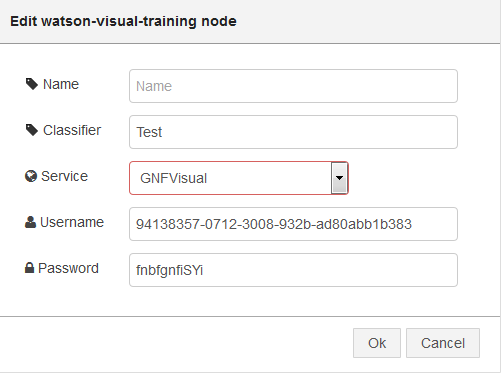 Edit watson-visual-training node
Name Name
Classifier Test
Service GNFVisual
Username 94138357-0712-3008-932b-ad80abb1b383
Password fnbfgnfiSYi
Ok Cancel